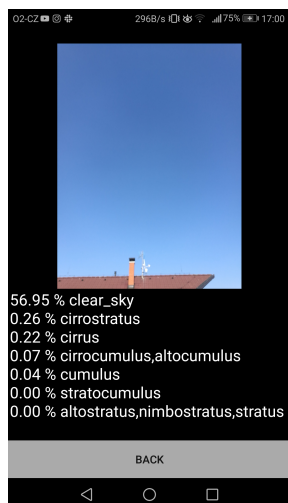 O2-CZ 296B/s 75% 17:00
56.95 % clear_sky
0.26 % cirrostratus
0.22 % cirrus
0.07 % cirrocumulus,altocumulus
0.04 % cumulus
0.00 % stratocumulus
0.00 % altostratus,nimbostratus,stratus
BACK